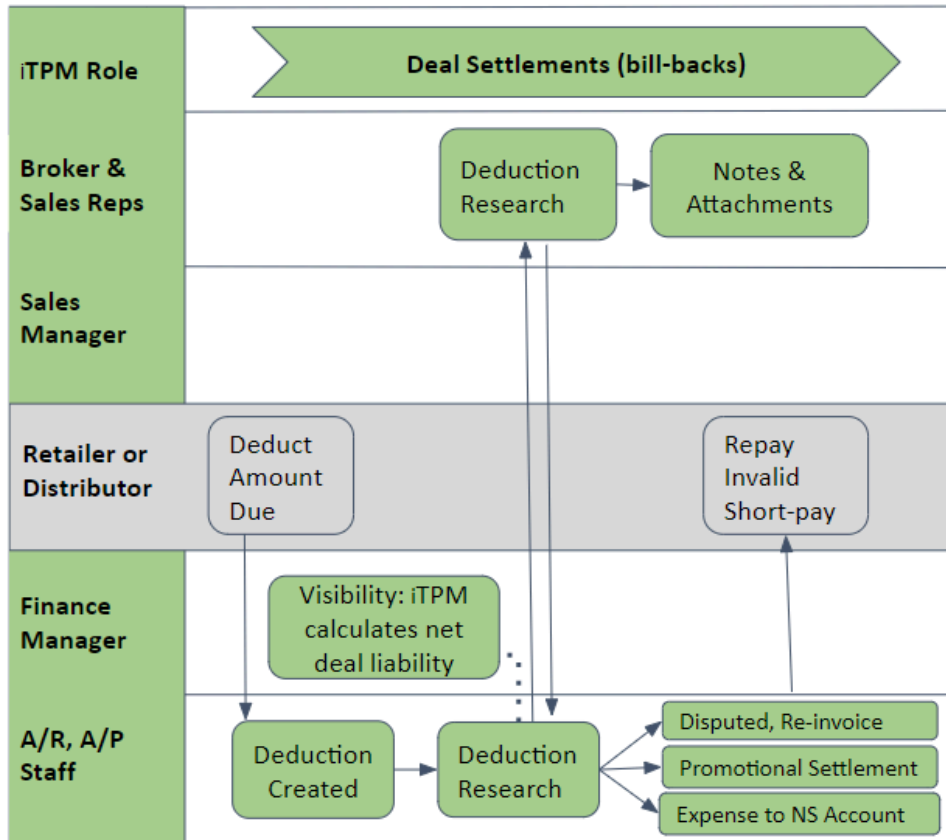 iTPM Role
Deal Settlements (bill-backs)
Broker &
Sales Reps
Deduction
Research
Notes &
Attachments
Sales
Manager
Retailer or
Distributor
Deduct
Amount
Due
Repay
Invalid
Short-pay
Finance
Manager
Visibility: iTPM
calculates net
deal liability
A/R, A/P
Staff
Deduction
Created
Deduction
Research
Disputed, Re-invoice
Promotional Settlement
Expense to NS Account